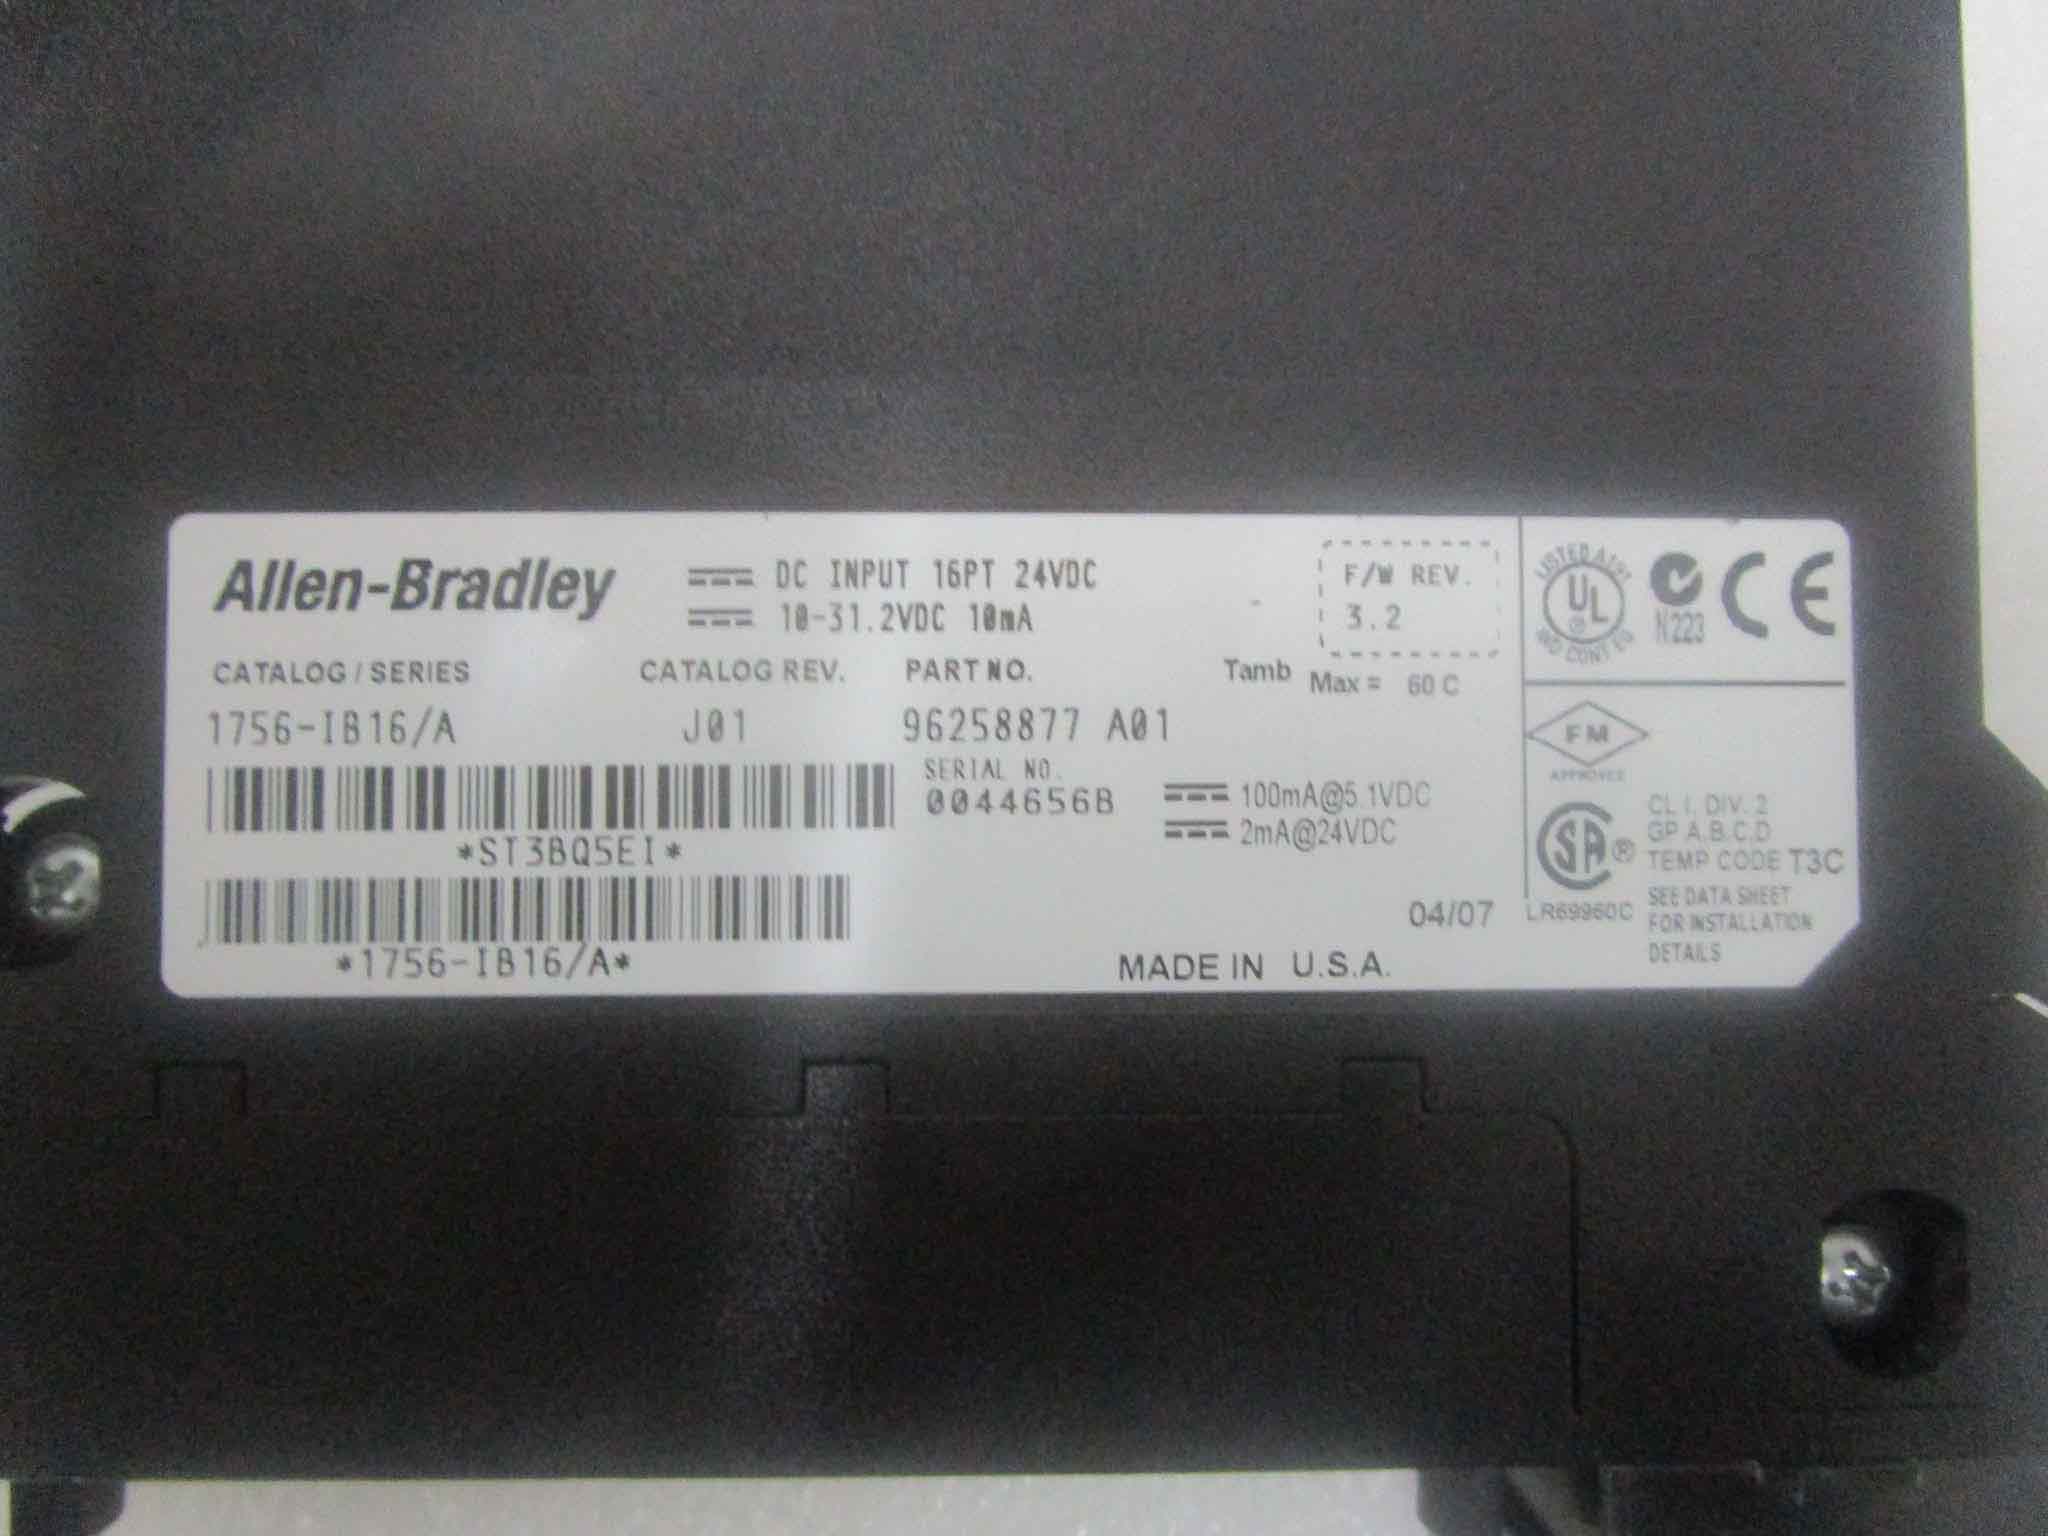 Allen-Bradley
DC INPUT 16PT 24VDC
10-31.2VDC 10mA
F/W REV.
3.2
CATALOG / SERIES
CATALOG REV.
PART NO.
Tamb Max = 60 C
1756-IB16/A
J01
96258877 A01
SERIAL NO.
0044656B
*ST3BQ5EI*
100mA@5.1VDC
2mA@24VDC
*1756-IB16/A*
04/07
MADE IN U.S.A.
LISTED
UL
N223
CE
FM
APPROVED
SA®
LR69960C
CL I, DIV. 2
GP A,B,C,D
TEMP CODE T3C
SEE DATA SHEET
FOR INSTALLATION
DETAILS